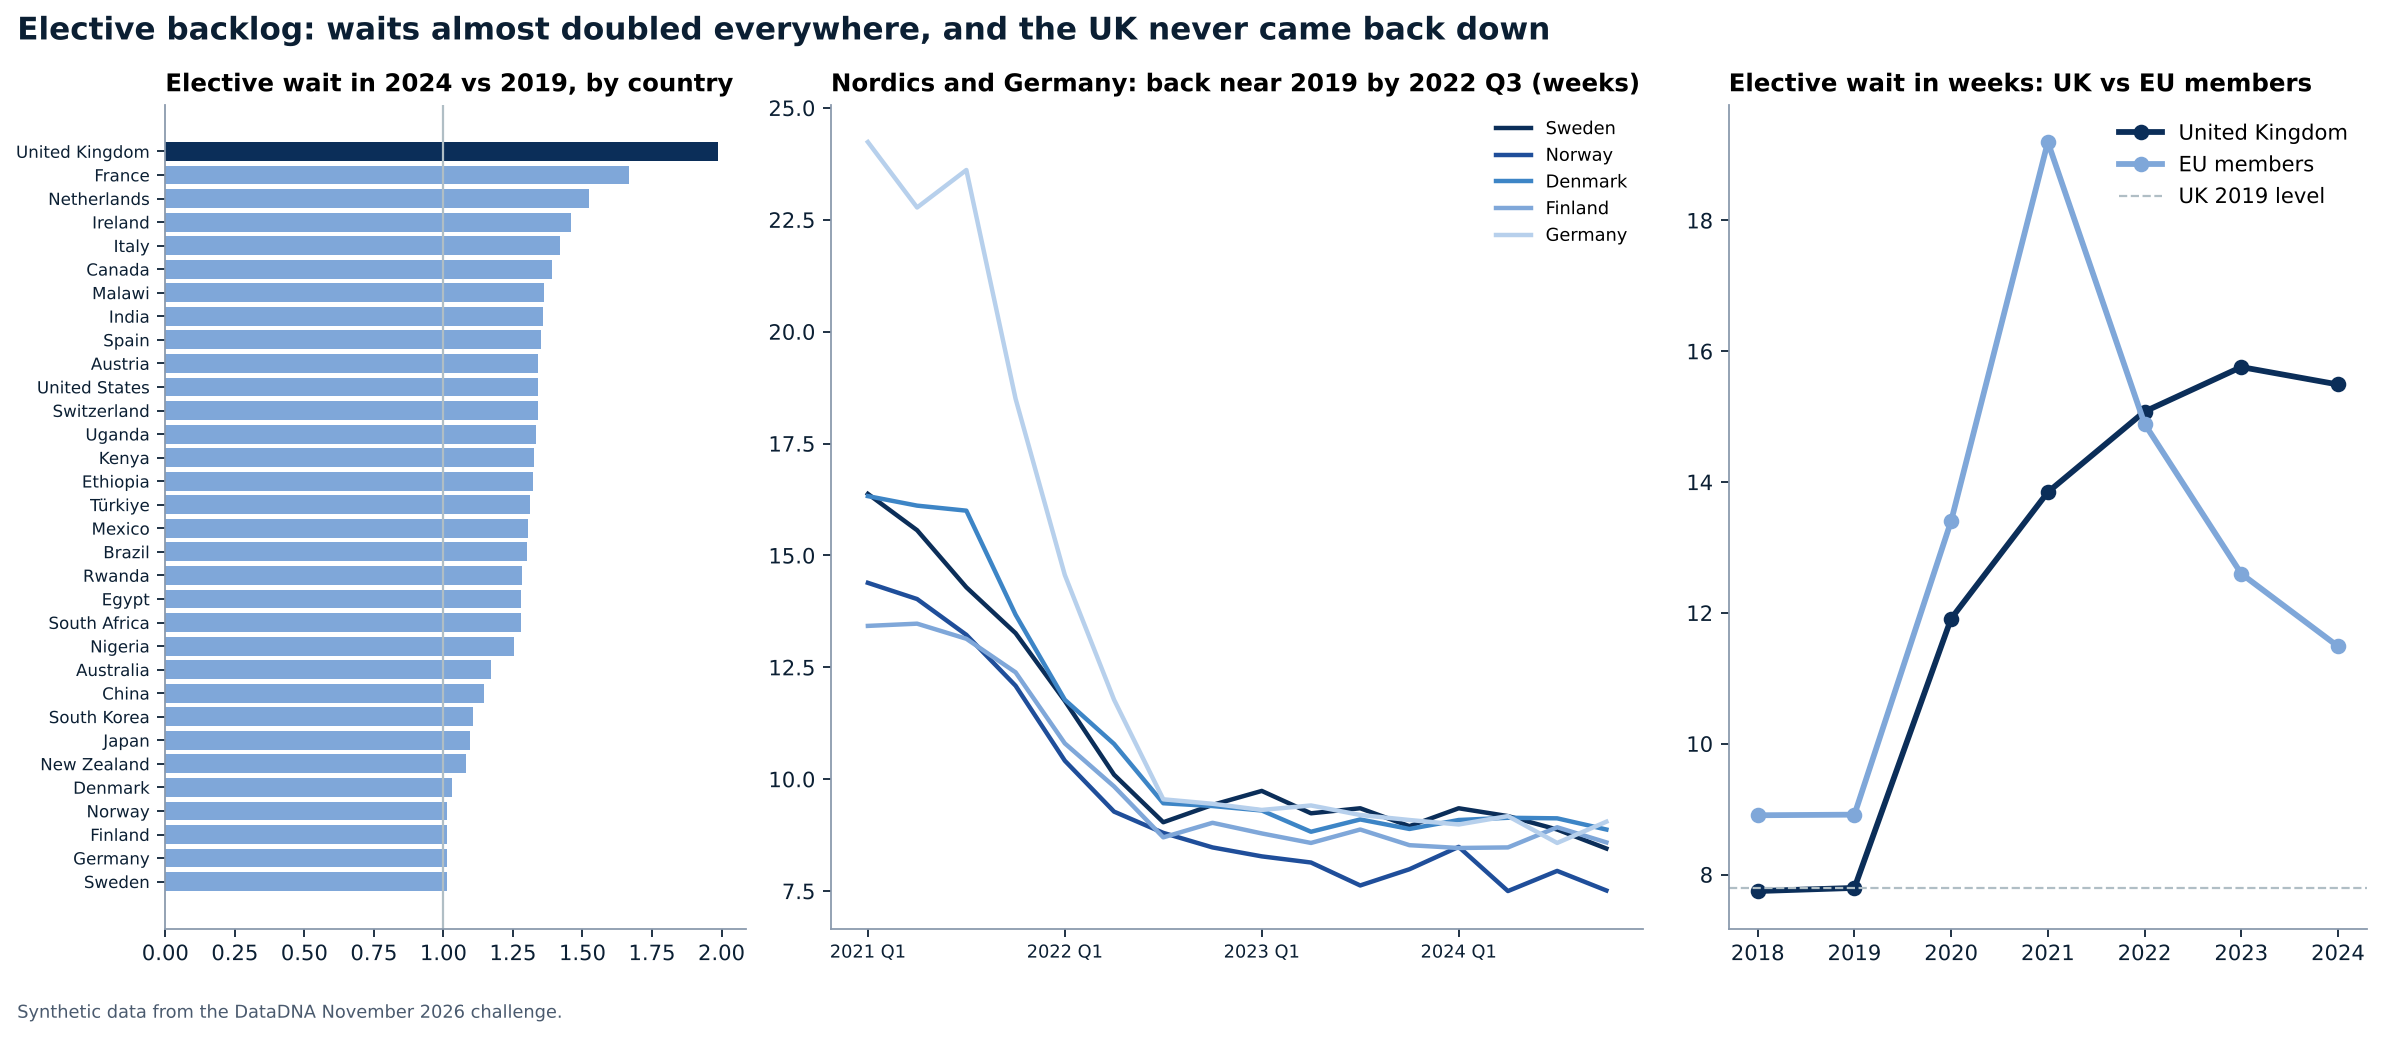 Elective backlog: waits almost doubled everywhere, and the UK never came back down
Elective wait in 2024 vs 2019, by country
United Kingdom
France
Netherlands
Ireland
Italy
Canada
Malawi
India
Spain
Austria
United States
Switzerland
Uganda
Kenya
Ethiopia
Türkiye
Mexico
Brazil
Rwanda
Egypt
South Africa
Nigeria
Australia
China
South Korea
Japan
New Zealand
Denmark
Norway
Finland
Germany
Sweden
0.00 0.25 0.50 0.75 1.00 1.25 1.50 1.75 2.00
Nordics and Germany: back near 2019 by 2022 Q3 (weeks)
25.0
22.5
20.0
17.5
15.0
12.5
10.0
7.5
Sweden
Norway
Denmark
Finland
Germany
2021 Q1 2022 Q1 2023 Q1 2024 Q1
Elective wait in weeks: UK vs EU members
18
16
14
12
10
8
United Kingdom
EU members
UK 2019 level
2018 2019 2020 2021 2022 2023 2024
Synthetic data from the DataDNA November 2026 challenge.